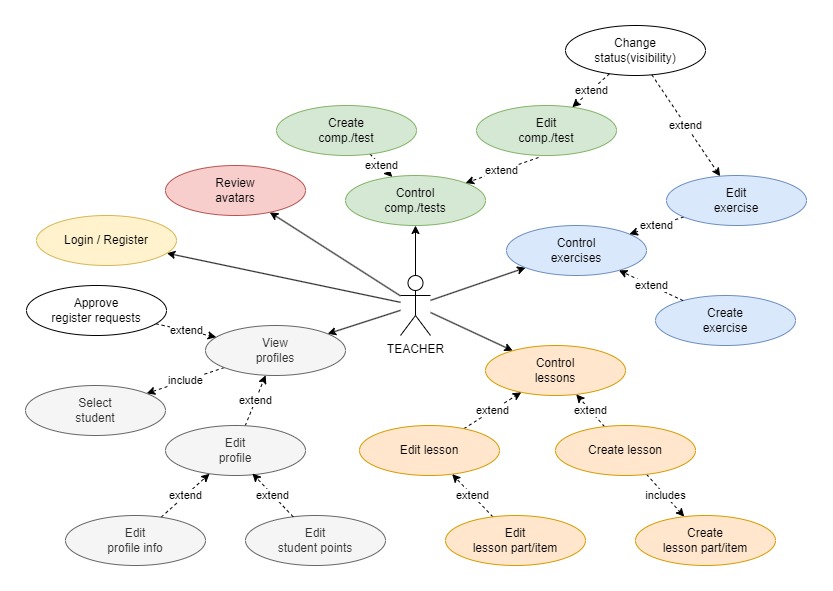 Change
status(visibility)
extend
extend
Create
comp./test
Edit
comp./test
extend
extend
Review
avatars
Control
comp./tests
Edit
exercise
Login / Register
extend
Control
exercises
extend
Approve
register requests
extend
Create
exercise
View
profiles
TEACHER
include
Control
lessons
Select
student
extend
extend
extend
Edit
profile
Edit lesson
Create lesson
extend
extend
extend
includes
Edit
profile info
Edit
student points
Edit
lesson part/item
Create
lesson part/item